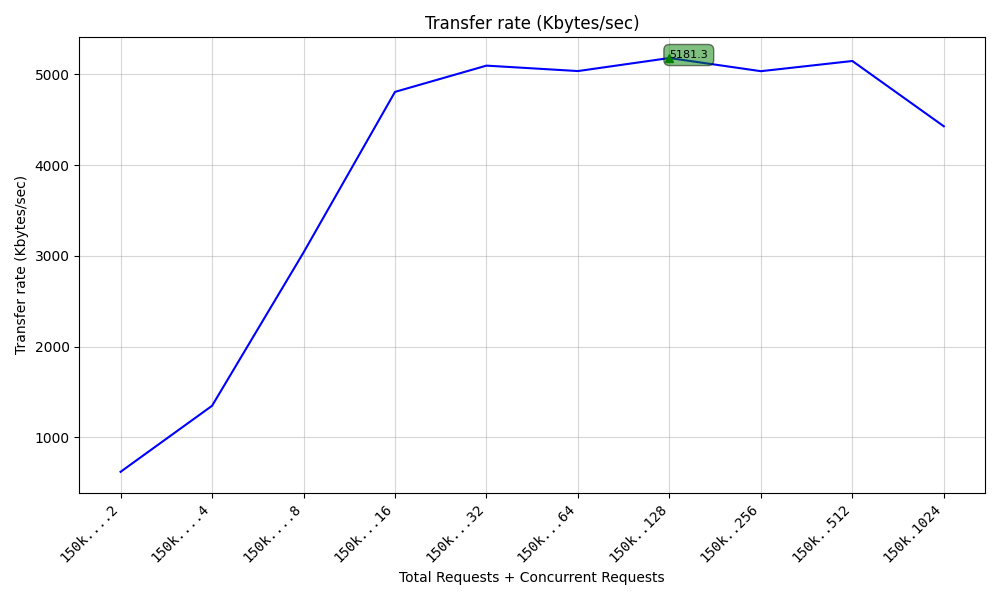 Transfer rate (Kbytes/sec)
5181.3
5000
4000
3000
2000
1000
Transfer rate (Kbytes/sec)
150k....2
150k....4
150k....8
150k...16
150k...32
150k...64
150k..128
150k..256
150k..512
150k.1024
Total Requests + Concurrent Requests